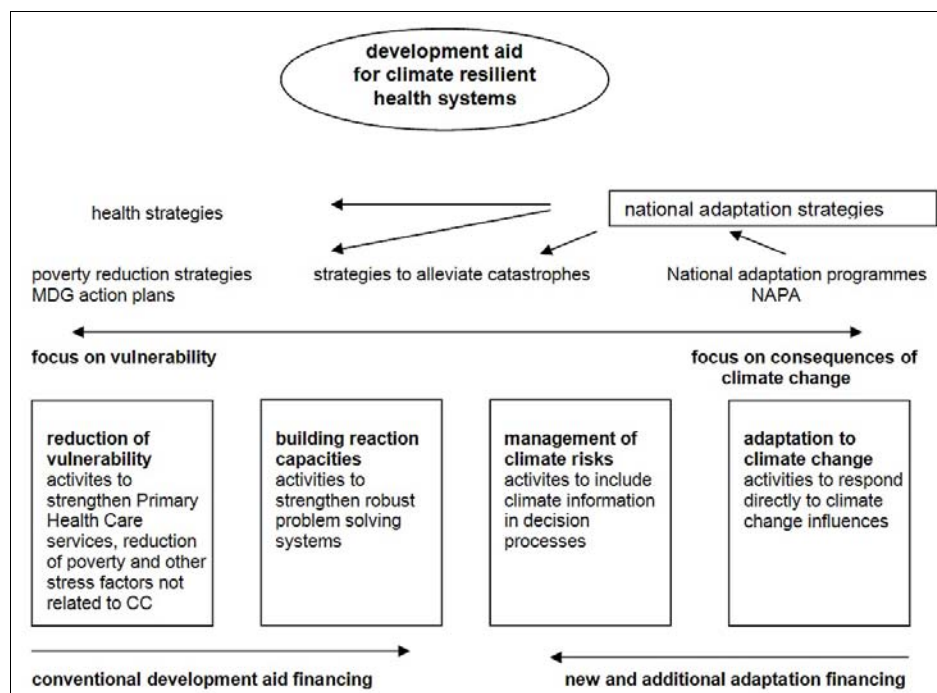 development aid
for climate resilient
health systems
health strategies
national adaptation strategies
poverty reduction strategies
MDG action plans
strategies to alleviate catastrophes
National adaptation programmes
NAPA
focus on vulnerability
focus on consequences of
climate change
reduction of
vulnerability
activites to
strengthen Primary
Health Care
services, reduction
of poverty and other
stress factors not
related to CC
building reaction
capacities
activities to
strengthen robust
problem solving
systems
management of
climate risks
activites to include
climate information
in decision
processes
adaptation to
climate change
activities to respond
directly to climate
change influences
conventional development aid financing
new and additional adaptation financing